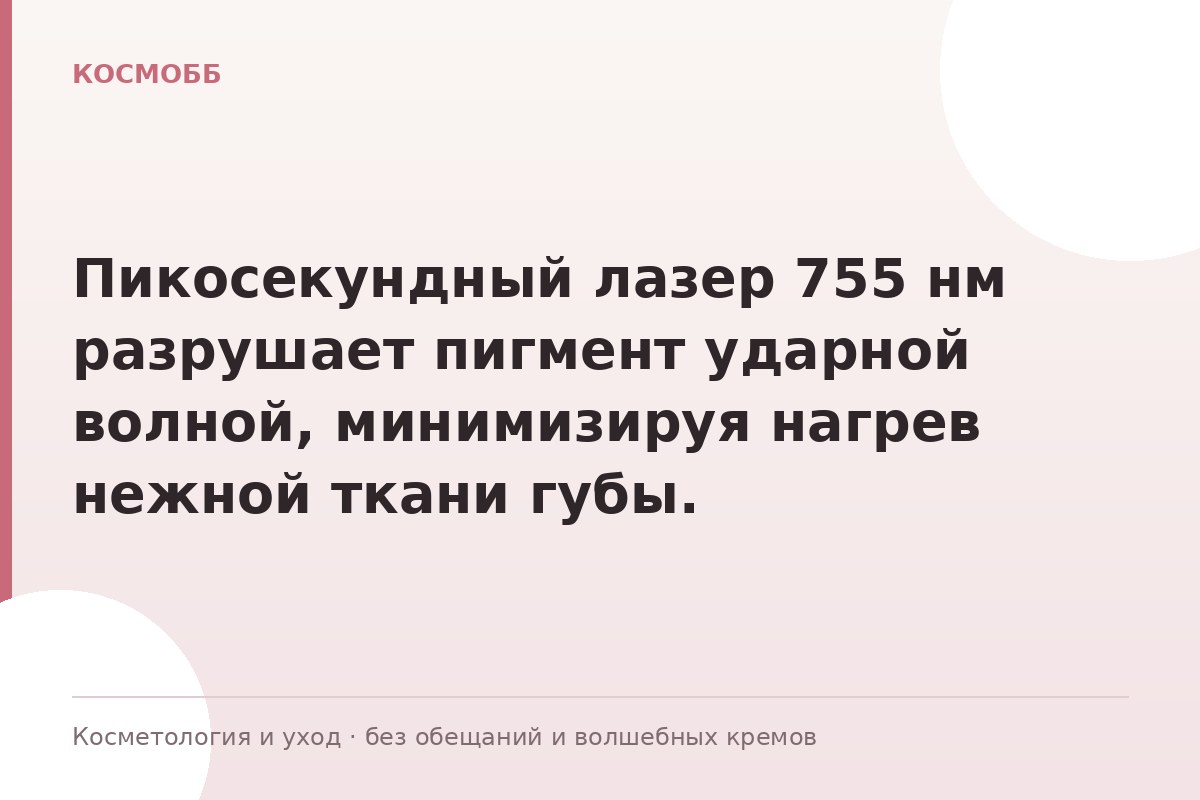 КОСМОББ
Пикосекундный лазер 755 нм
разрушает пигмент ударной
волной, минимизируя нагрев
нежной ткани губы.
Косметология и уход · без обещаний и волшебных кремов